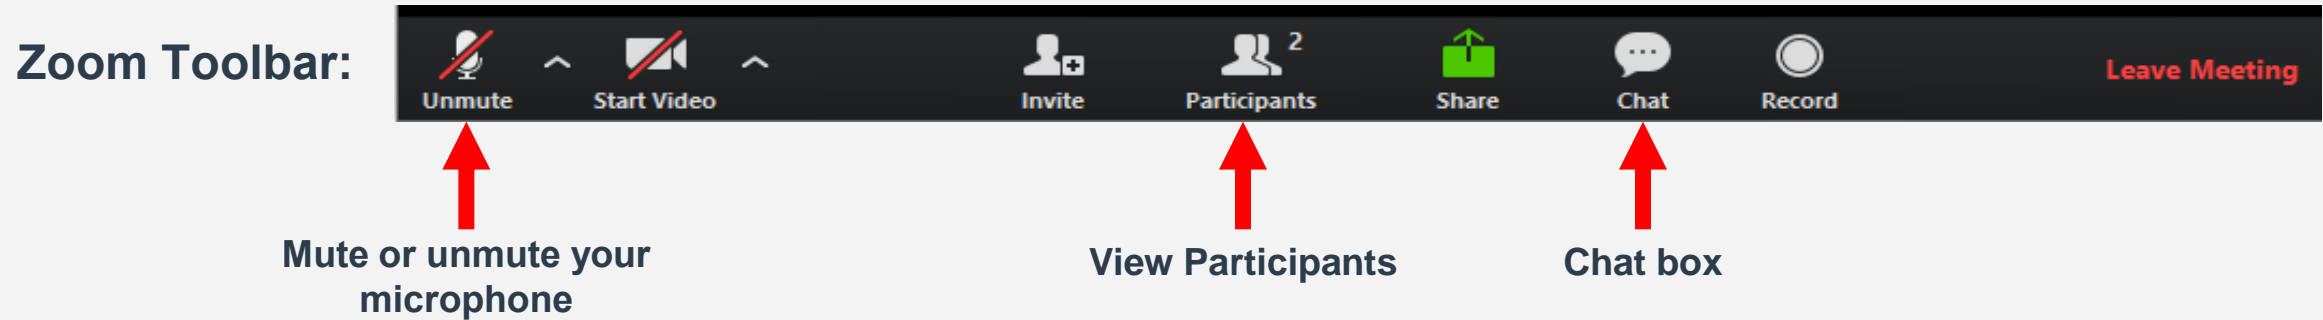 Zoom Toolbar:
Unmute
Start Video
Invite
2
Participants
Share
Chat
Record
Leave Meeting
Mute or unmute your
microphone
View Participants
Chat box